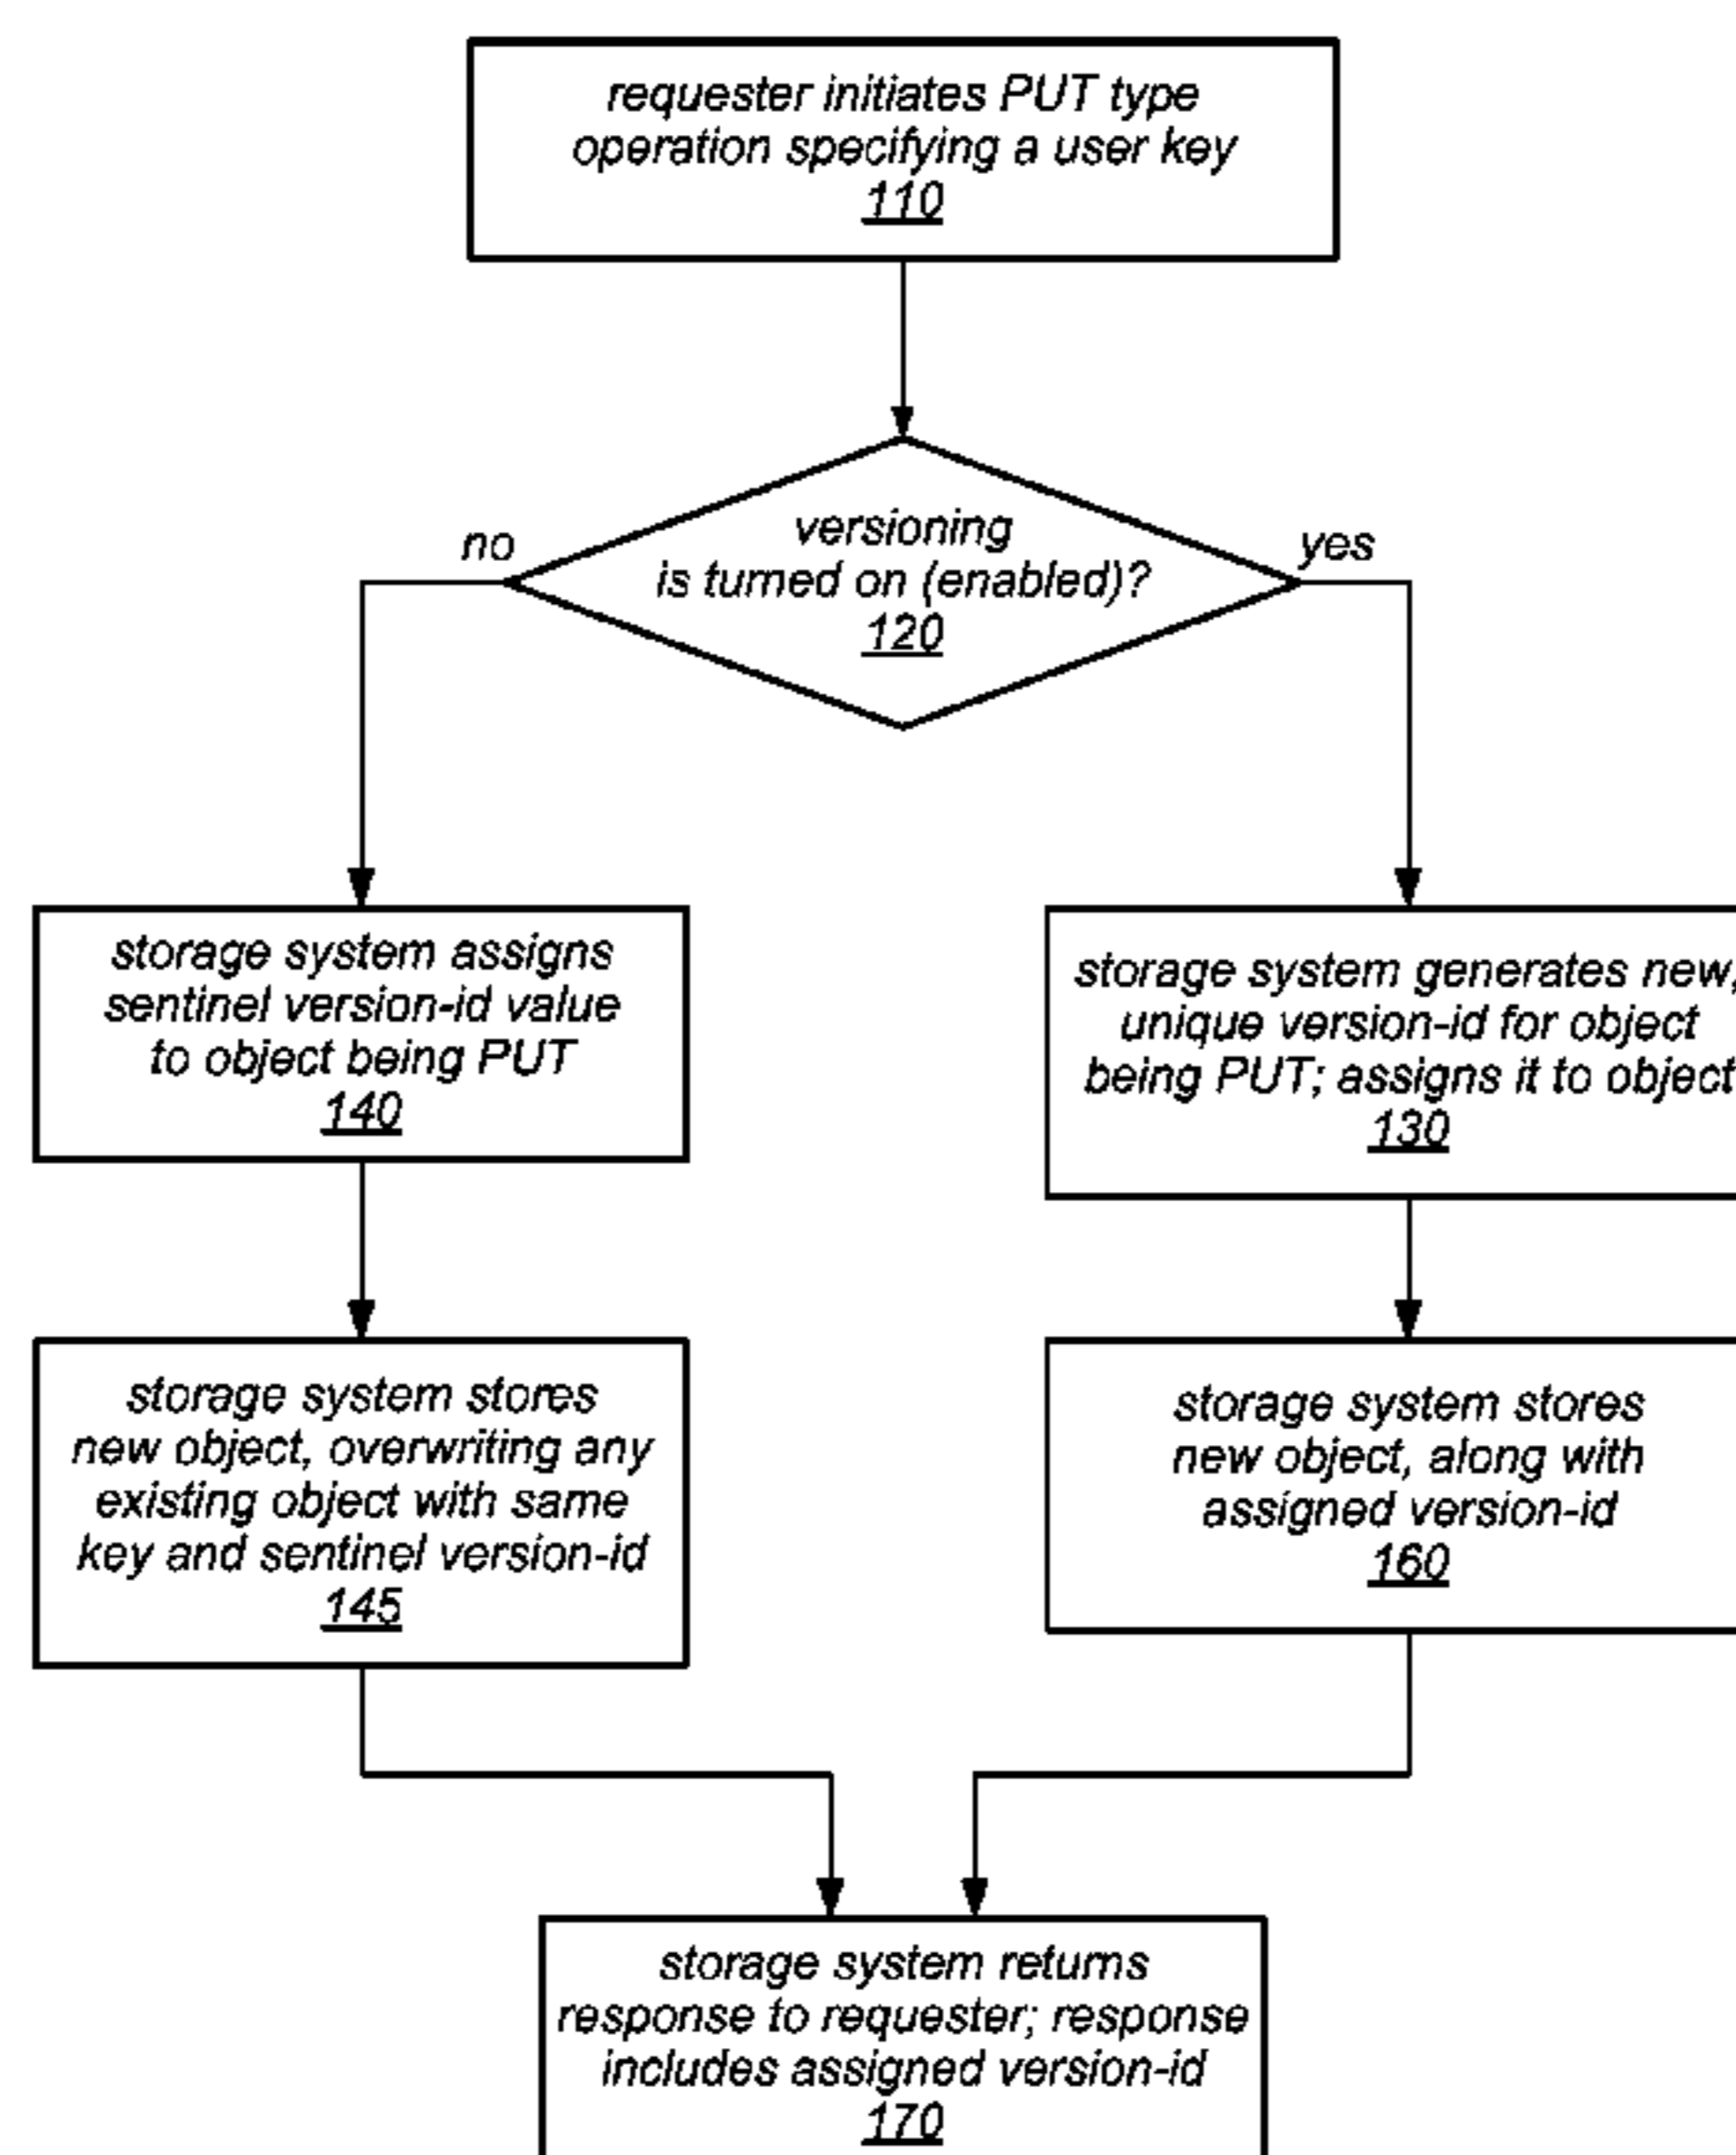 requester initiates PUT type
operation specifying a user key
110
versioning
is turned on (enabled)?
120
no
yes
storage system assigns
sentinel version-id value
to object being PUT
140
storage system generates new,
unique version-id for object
being PUT; assigns it to object
130
storage system stores
new object, overwriting any
existing object with same
key and sentinel version-id
145
storage system stores
new object, along with
assigned version-id
160
storage system returns
response to requester; response
includes assigned version-id
170